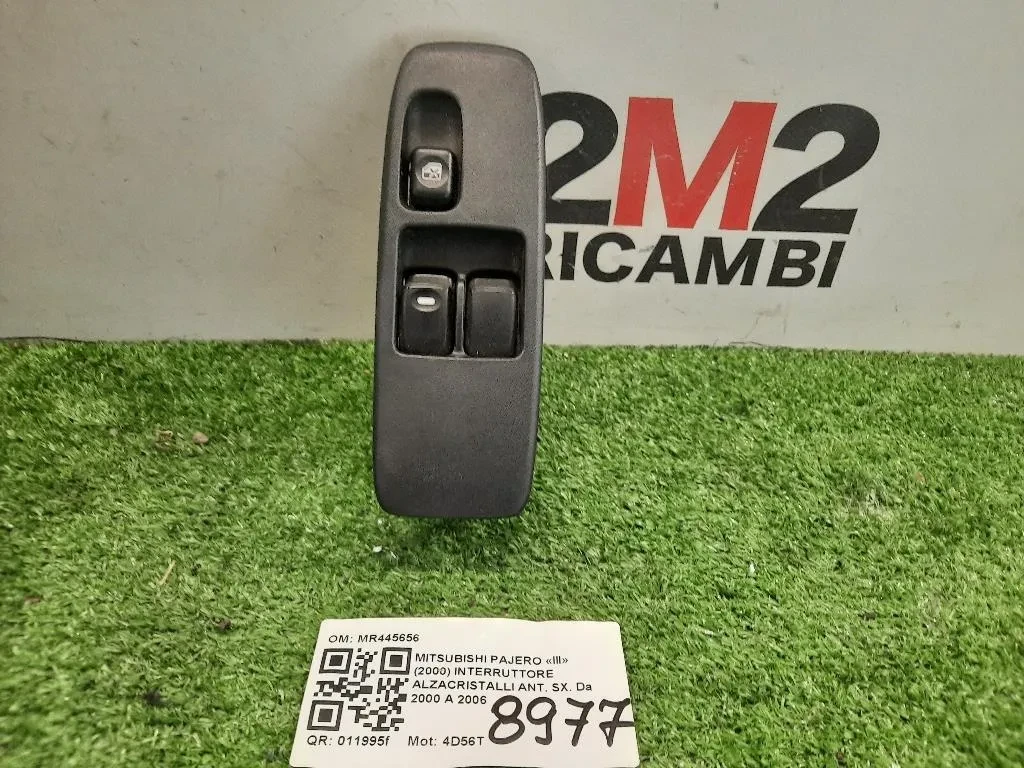 2M2
RICAMBI
OM: MR445656
MITSUBISHI PAJERO «III»
(2000) INTERRUTTORE
ALZACRISTALLI ANT. SX. Da
2000 A 2006
8977
QR: 011995f Mot: 4D56T